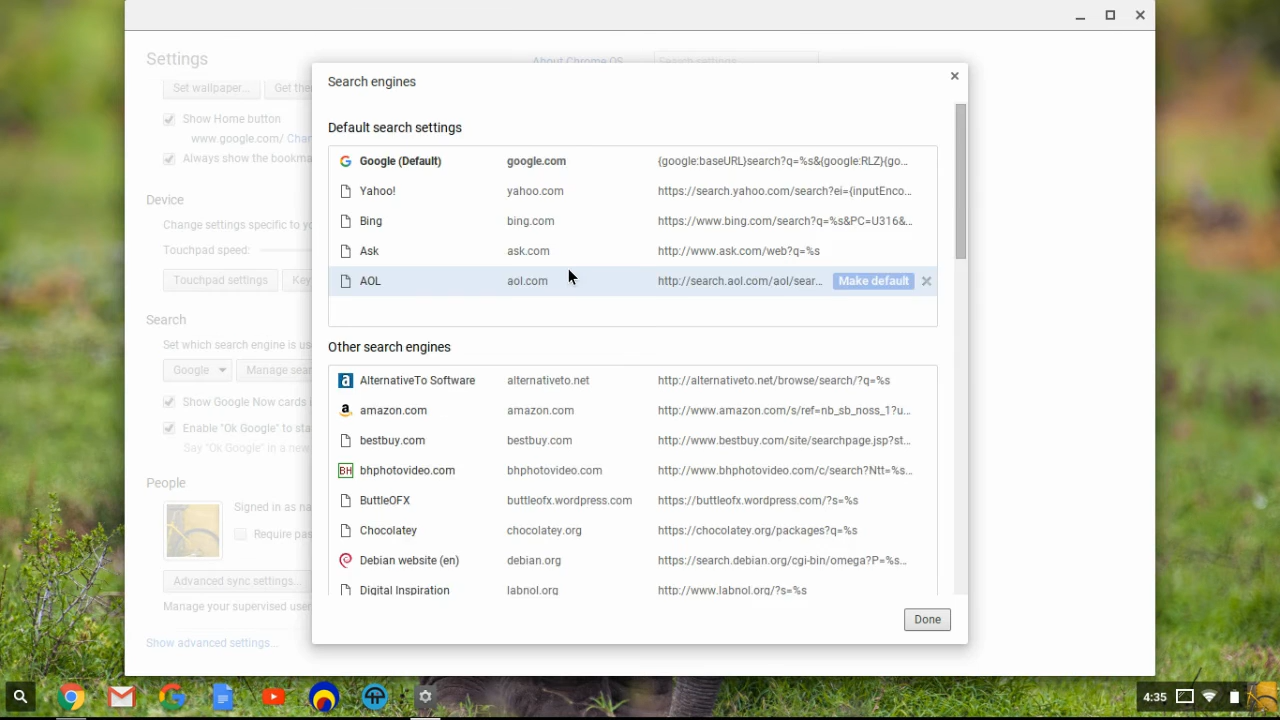 Settings
About Chrome OS
Search settings
Search engines
Set wallpaper...
Get the
Show Home button
www.google.com/ Chan
Always show the bookma
Default search settings
Google (Default) google.com {google:baseURL}search?q=%s&{google:RLZ}{go...
Yahoo! yahoo.com https://search.yahoo.com/search?ei={inputEnco...
Bing bing.com https://www.bing.com/search?q=%s&PC=U316&...
Ask ask.com http://www.ask.com/web?q=%s
AOL aol.com http://search.aol.com/aol/sear... Make default
Device
Change settings specific to yo
Touchpad speed:
Touchpad settings
Key
Search
Set which search engine is us
Google
Manage sear
Show Google Now cards
Enable "Ok Google" to sta
Say "Ok Google" in a new
Other search engines
AlternativeTo Software alternativeto.net http://alternativeto.net/browse/search/?q=%s
amazon.com amazon.com http://www.amazon.com/s/ref=nb_sb_noss_1?u...
bestbuy.com bestbuy.com http://www.bestbuy.com/site/searchpage.jsp?st...
BH bhphotovideo.com bhphotovideo.com http://www.bhphotovideo.com/c/search?Ntt=%s...
ButtleOFX buttleofx.wordpress.com https://buttleofx.wordpress.com/?s=%s
Chocolatey chocolatey.org https://chocolatey.org/packages?q=%s
Debian website (en) debian.org https://search.debian.org/cgi-bin/omega?P=%s...
Digital Inspiration labnol.org http://www.labnol.org/?s=%s
People
Signed in as na
Require pas
Advanced sync settings...
Manage your supervised user
Show advanced settings...
Done
4:35